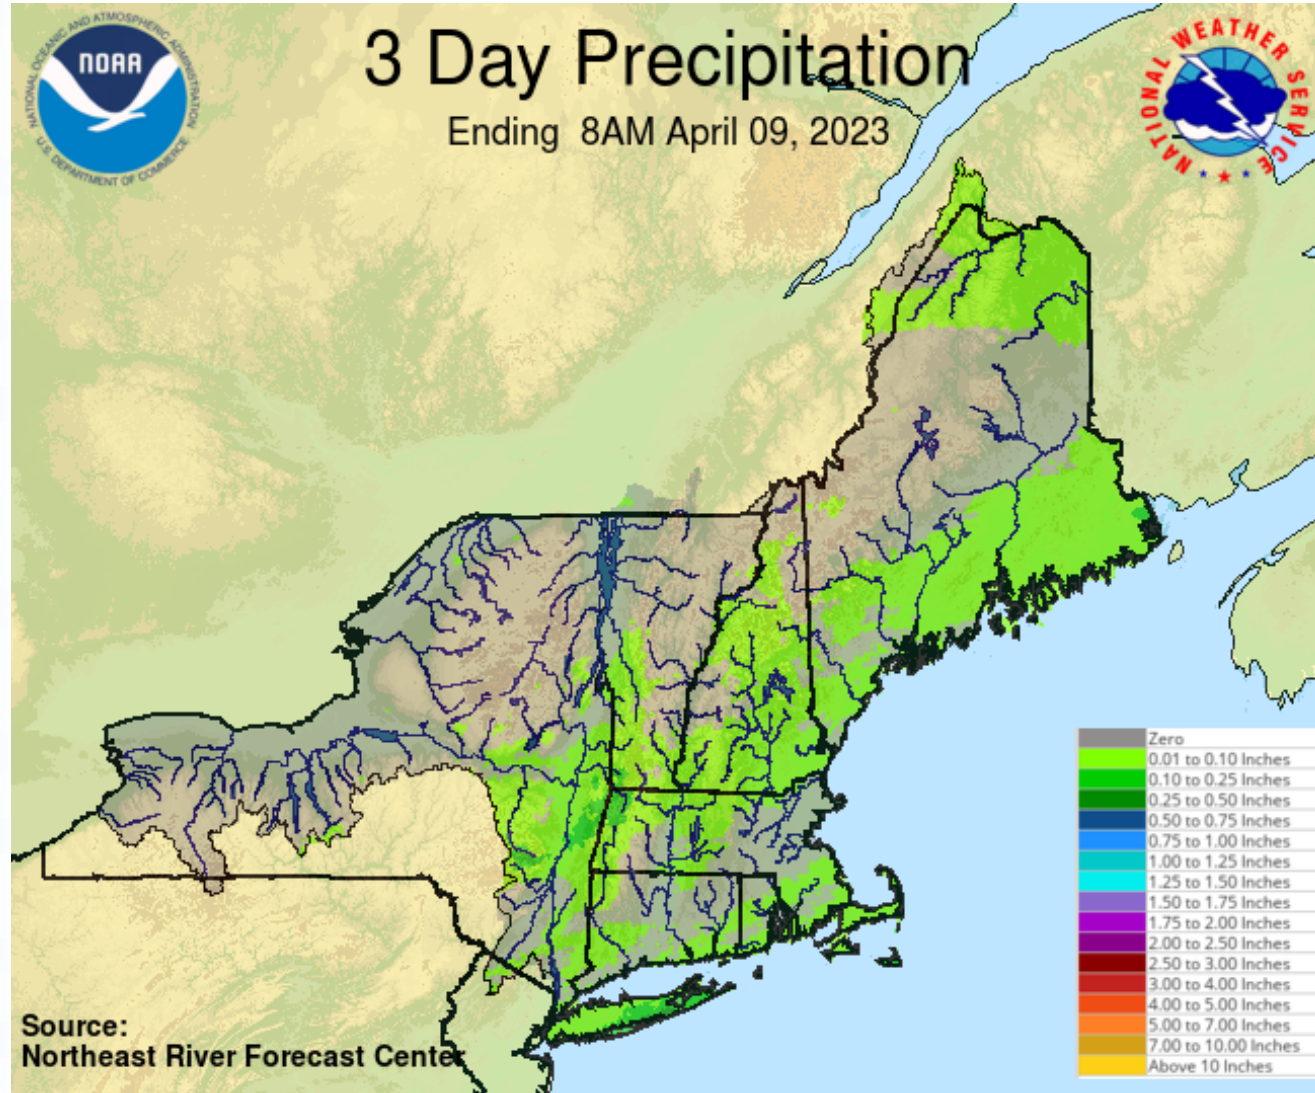 NATIONAL OCEANIC AND ATMOSPHERIC ADMINISTRATION
NOAA
U.S. DEPARTMENT OF COMMERCE
3 Day Precipitation
Ending 8AM April 09, 2023
NATIONAL WEATHER SERVICE
Zero
0.01 to 0.10 Inches
0.10 to 0.25 Inches
0.25 to 0.50 Inches
0.50 to 0.75 Inches
0.75 to 1.00 Inches
1.00 to 1.25 Inches
1.25 to 1.50 Inches
1.50 to 1.75 Inches
1.75 to 2.00 Inches
2.00 to 2.50 Inches
2.50 to 3.00 Inches
3.00 to 4.00 Inches
4.00 to 5.00 Inches
5.00 to 7.00 Inches
7.00 to 10.00 Inches
Above 10 Inches
Source:
Northeast River Forecast Center